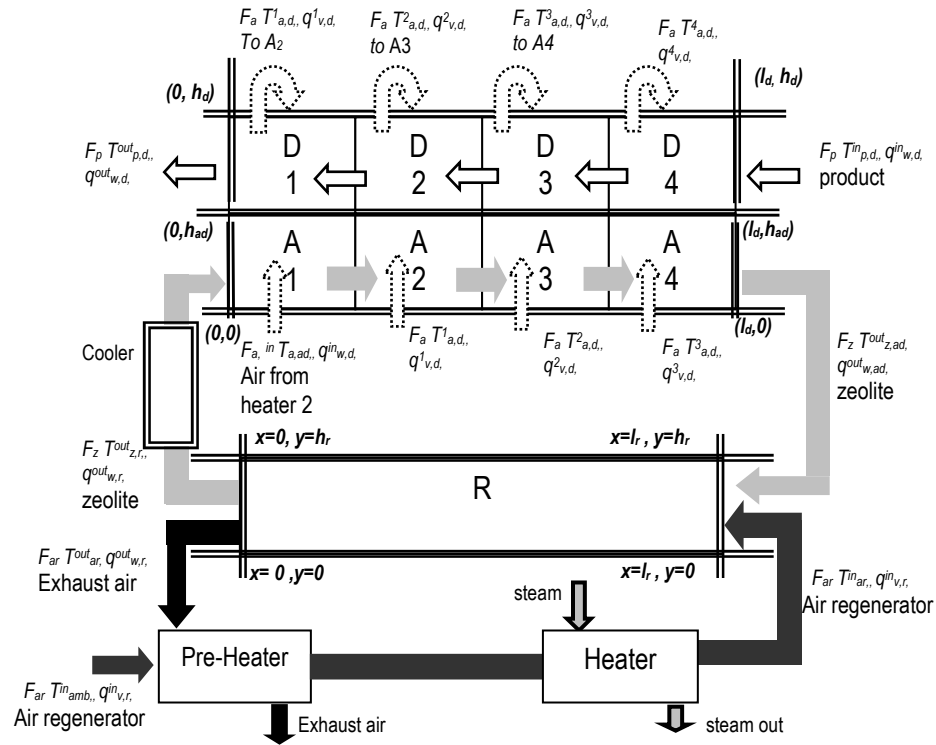 F_a T^1_a,d,, q^1_v,d,
To A_2
F_a T^2_a,d,, q^2_v,d,
to A3
F_a T^3_a,d,, q^3_v,d,
to A4
F_a T^4_a,d,,
q^4_v,d,
(0, h_d)
(l_d, h_d)
F_p T^out_p,d,,
q^out_w,d,
D
1
D
2
D
3
D
4
F_p T^in_p,d,, q^in_w,d,
product
(0,h_ad)
(l_d,h_ad)
A
1
A
2
A
3
A
4
(0,0)
(l_d,0)
Cooler
F_a, ^in T_a,ad,, q^in_w,d,
Air from
heater 2
F_a T^1_a,d,,
q^1_v,d,
F_a T^2_a,d,,
q^2_v,d,
F_a T^3_a,d,,
q^3_v,d,
F_z T^out_z,ad,
q^out_w,ad,
zeolite
x=0, y=h_r
x=l_r, y=h_r
F_z T^out_z,r,,
q^out_w,r,
zeolite
R
F_ar T^out_ar, q^out_w,r,
Exhaust air
x= 0 ,y=0
x=l_r , y=0
F_ar T^in_ar,, q^in_v,r,
Air regenerator
steam
Pre-Heater
Heater
F_ar T^in_amb,, q^in_v,r,
Air regenerator
Exhaust air
steam out